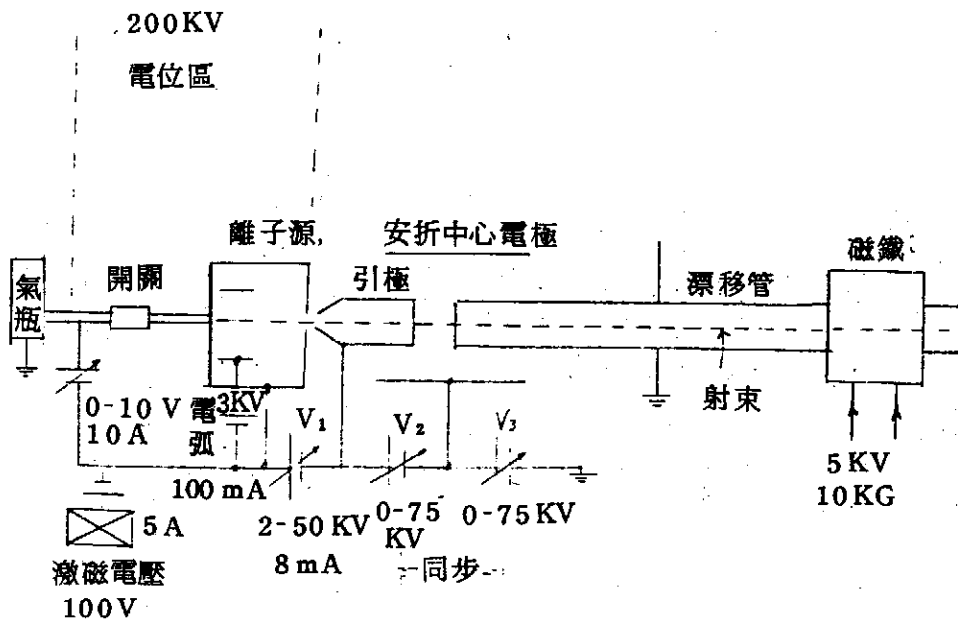 200KV
電位區
離子源,
安折中心電極
磁鐵
氣瓶
開關
引極
漂移管
射束
0-10 V
10A
電弧
3KV
V₁
V₂
V₃
100 mA
5 KV
10KG
2-50 KV
8 mA
0-75 KV
0-75 KV
5 A
同步
激磁電壓
100V